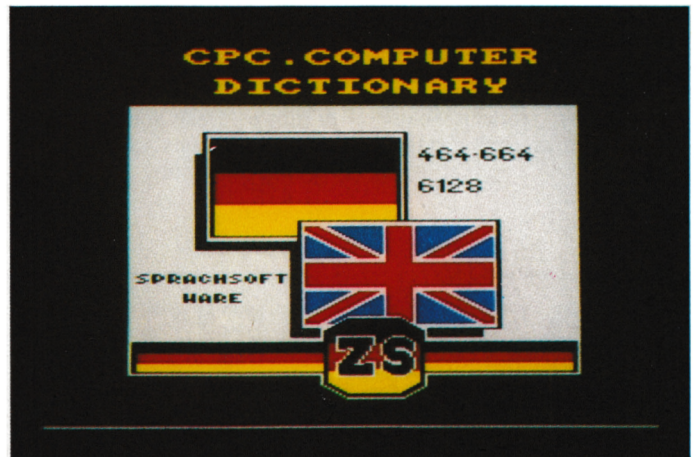 CPC.COMPUTER
DICTIONARY
464-664
6128
SPRACHSOFT
WARE
ZS